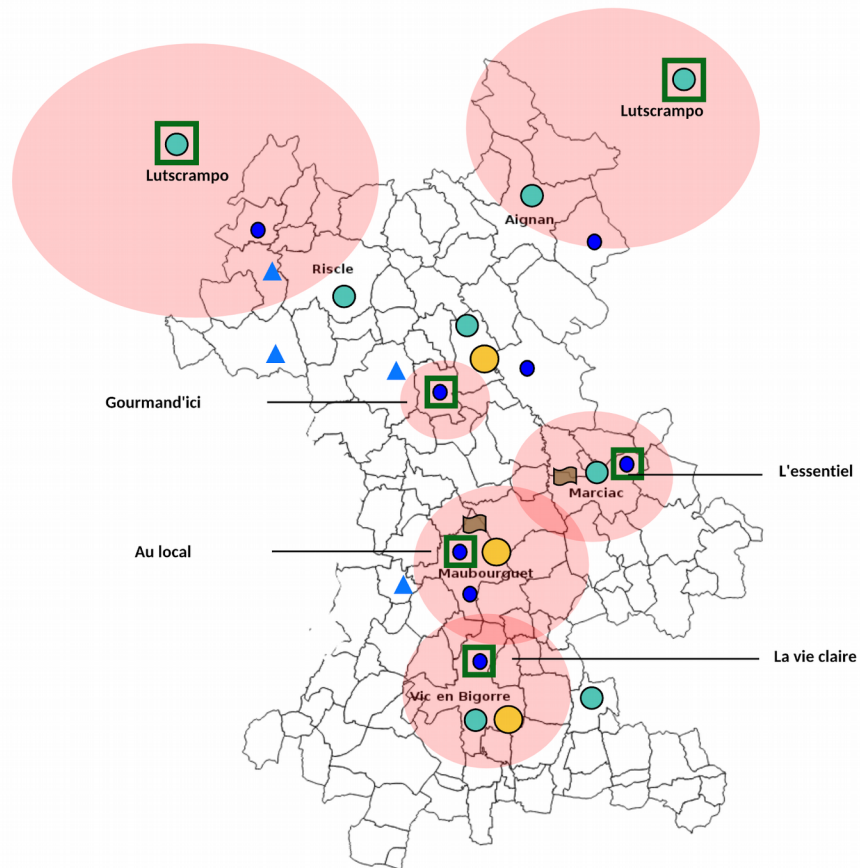 Lutscrampo
Lutscrampo
Aignan
Riscle
Gourmand'ici
L'essentiel
Marciac
Au local
Maubourguet
La vie claire
Vic en Bigorre